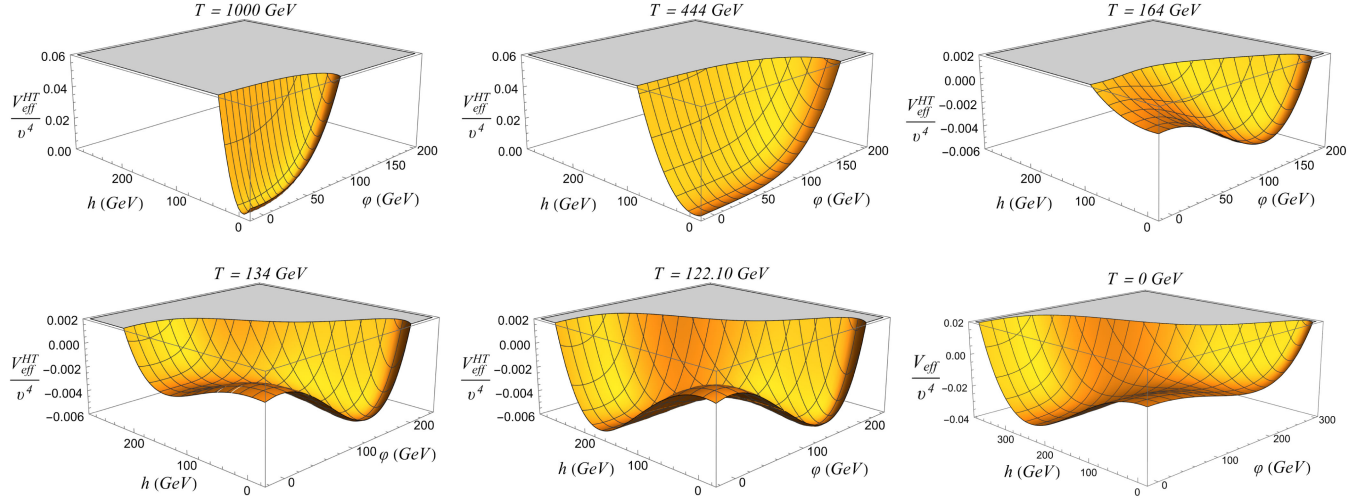 T = 1000 GeV
0.06
0.04
0.02
0.00
V_eff^HT / υ^4
200
100
0
h (GeV)
0
50
100
150
200
φ (GeV)
T = 444 GeV
0.06
0.04
0.02
0.00
V_eff^HT / υ^4
200
100
0
h (GeV)
0
50
100
150
200
φ (GeV)
T = 164 GeV
0.002
0.000
−0.002
−0.004
−0.006
V_eff^HT / υ^4
200
100
0
h (GeV)
0
50
100
150
200
φ (GeV)
T = 134 GeV
0.002
0.000
−0.002
−0.004
−0.006
V_eff^HT / υ^4
200
100
0
h (GeV)
0
100
200
φ (GeV)
T = 122.10 GeV
0.002
0.000
−0.002
−0.004
−0.006
V_eff^HT / υ^4
200
100
0
h (GeV)
0
100
200
φ (GeV)
T = 0 GeV
0.02
0.00
−0.02
−0.04
V_eff / υ^4
300
200
100
0
h (GeV)
0
100
200
300
φ (GeV)